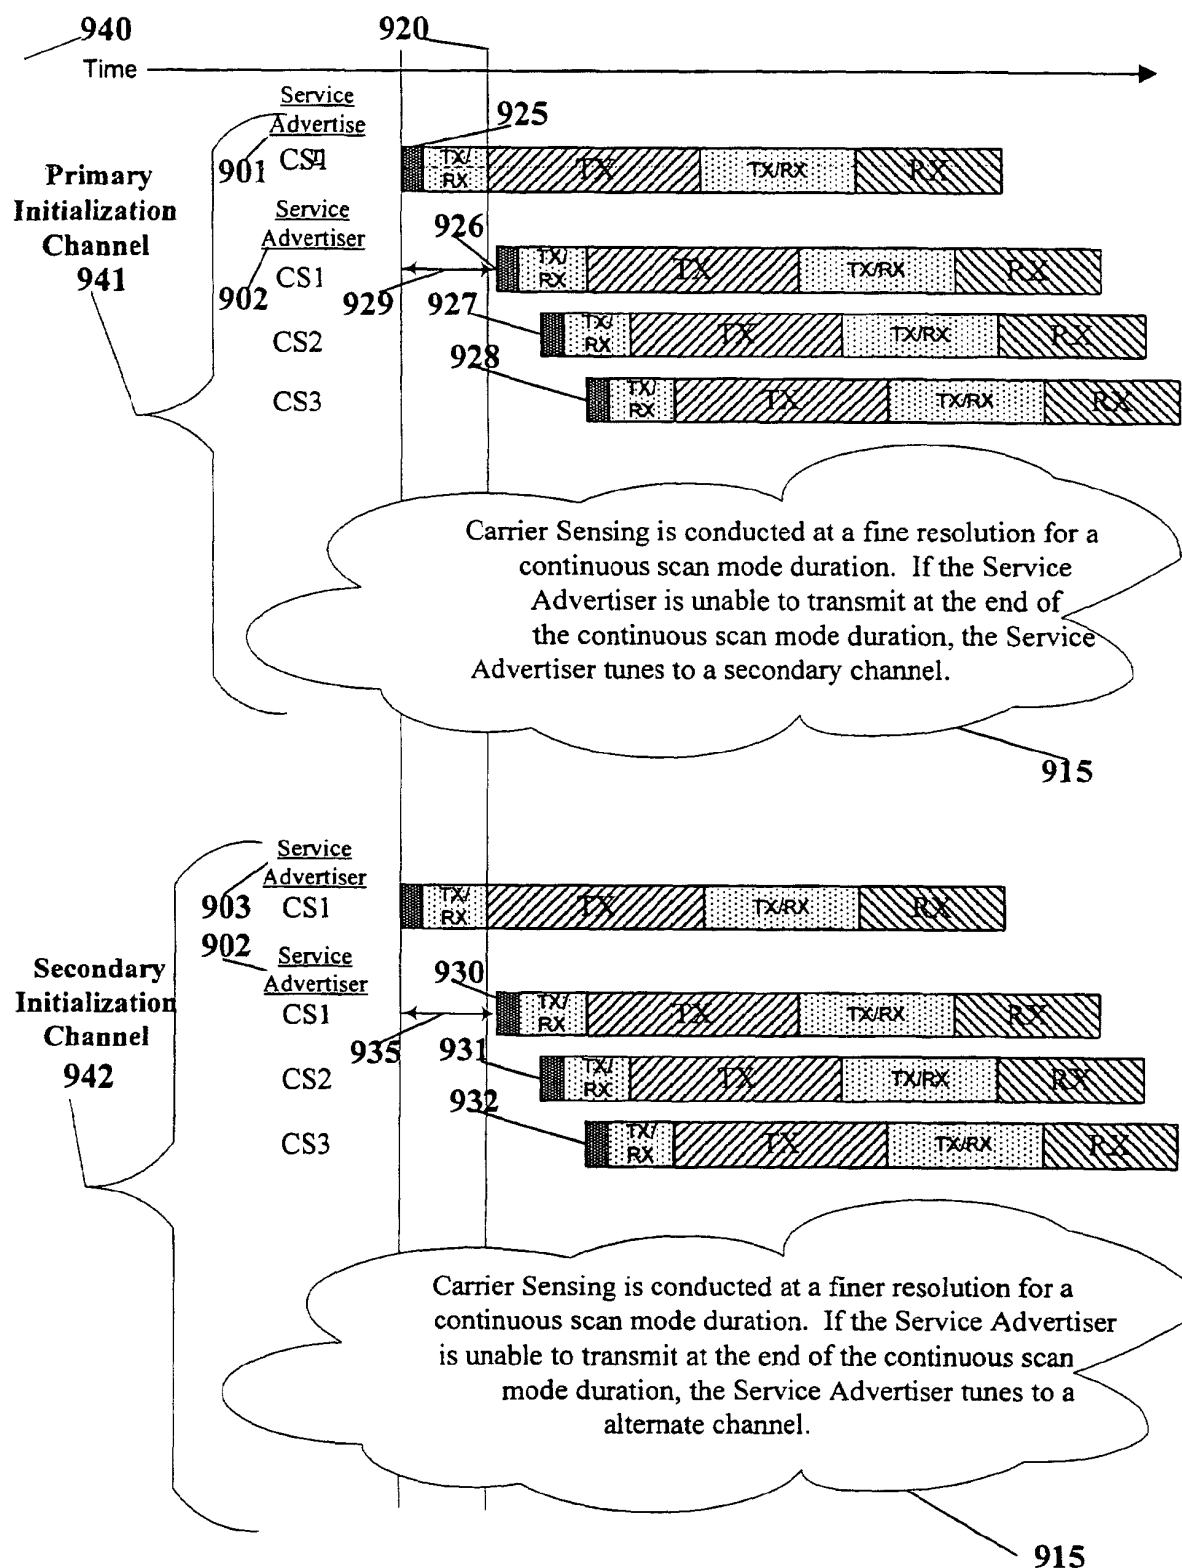 940
920
Time
Service
Advertise
r
925
901
CS1
TX/
RX
TX
TX/RX
RX
Primary
Initialization
Channel
941
Service
Advertiser
902
CS1
929
926
TX/
RX
TX
TX/RX
RX
927
CS2
TX/
RX
TX
TX/RX
RX
928
CS3
TX/
RX
TX
TX/RX
RX
Carrier Sensing is conducted at a fine resolution for a
continuous scan mode duration. If the Service
Advertiser is unable to transmit at the end of
the continuous scan mode duration, the Service
Advertiser tunes to a secondary channel.
915
Service
Advertiser
903
CS1
TX/
RX
TX
TX/RX
RX
902
Service
Advertiser
CS1
930
935
TX/
RX
TX
TX/RX
RX
Secondary
Initialization
Channel
942
931
CS2
TX/
RX
TX
TX/RX
RX
932
CS3
TX/
RX
TX
TX/RX
RX
Carrier Sensing is conducted at a finer resolution for a
continuous scan mode duration. If the Service Advertiser
is unable to transmit at the end of the continuous scan
mode duration, the Service Advertiser tunes to a
alternate channel.
915